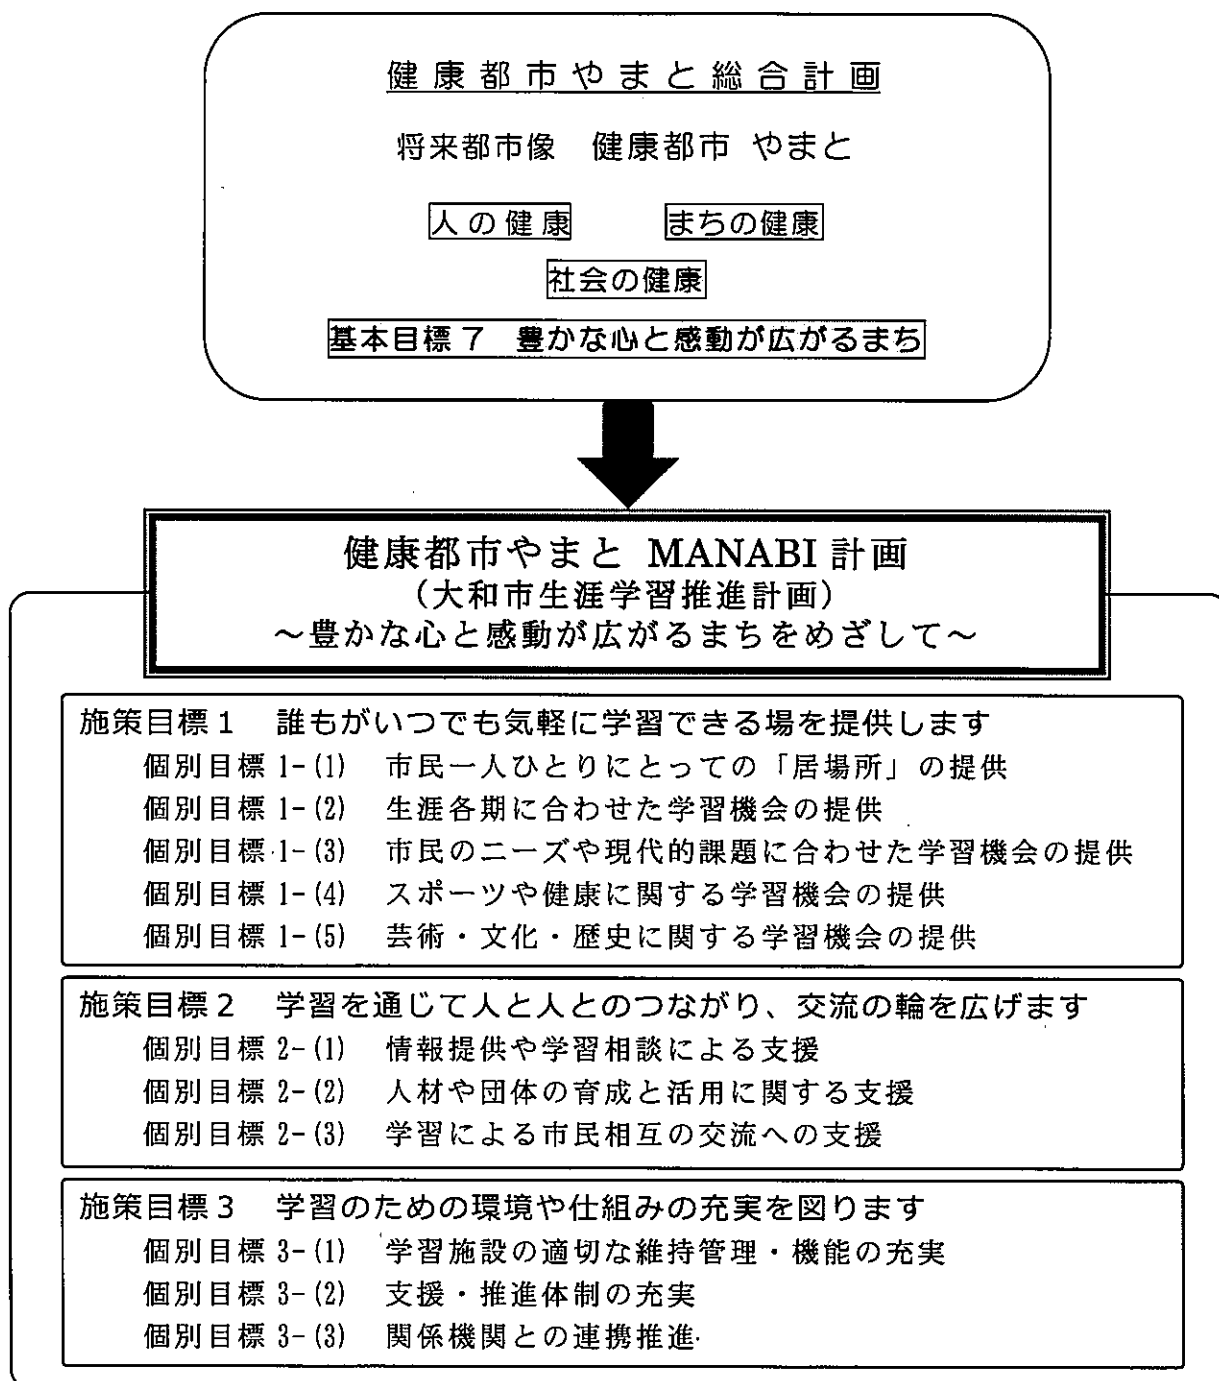 健康都市やまと総合計画
将来都市像　健康都市 やまと
人の健康　まちの健康
社会の健康
基本目標７　豊かな心と感動が広がるまち
健康都市やまと MANABI 計画
（大和市生涯学習推進計画）
～豊かな心と感動が広がるまちをめざして～
施策目標１　誰もがいつでも気軽に学習できる場を提供します
個別目標 1-(1)　市民一人ひとりにとっての「居場所」の提供
個別目標 1-(2)　生涯各期に合わせた学習機会の提供
個別目標 1-(3)　市民のニーズや現代的課題に合わせた学習機会の提供
個別目標 1-(4)　スポーツや健康に関する学習機会の提供
個別目標 1-(5)　芸術・文化・歴史に関する学習機会の提供
施策目標２　学習を通じて人と人とのつながり、交流の輪を広げます
個別目標 2-(1)　情報提供や学習相談による支援
個別目標 2-(2)　人材や団体の育成と活用に関する支援
個別目標 2-(3)　学習による市民相互の交流への支援
施策目標３　学習のための環境や仕組みの充実を図ります
個別目標 3-(1)　学習施設の適切な維持管理・機能の充実
個別目標 3-(2)　支援・推進体制の充実
個別目標 3-(3)　関係機関との連携推進